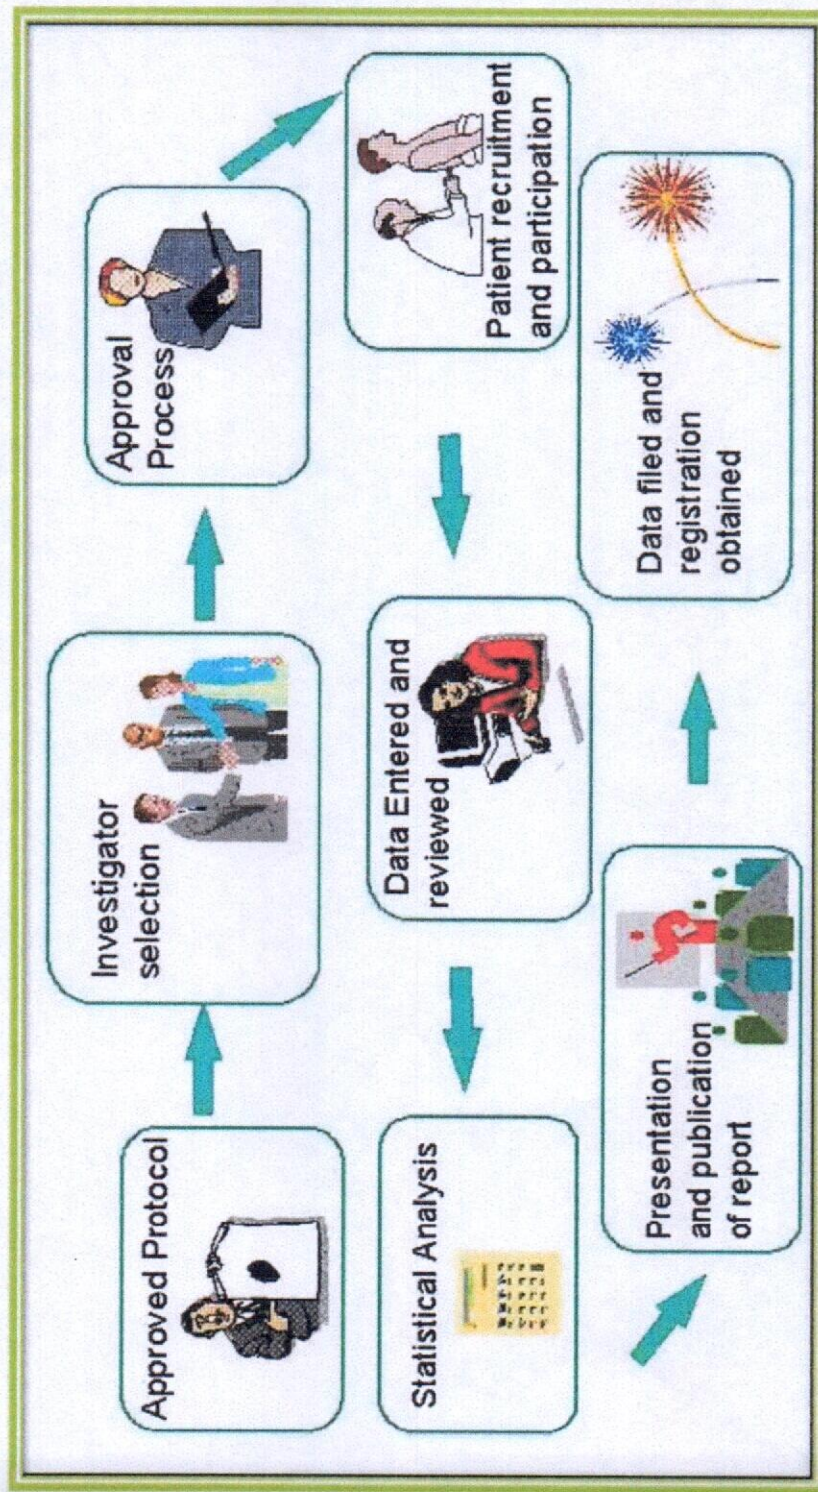 Approved Protocol
Investigator
selection
Approval
Process
Patient recruitment
and participation
Data Entered and
reviewed
Statistical Analysis
Presentation
and publication
of report
Data filed and
registration
obtained